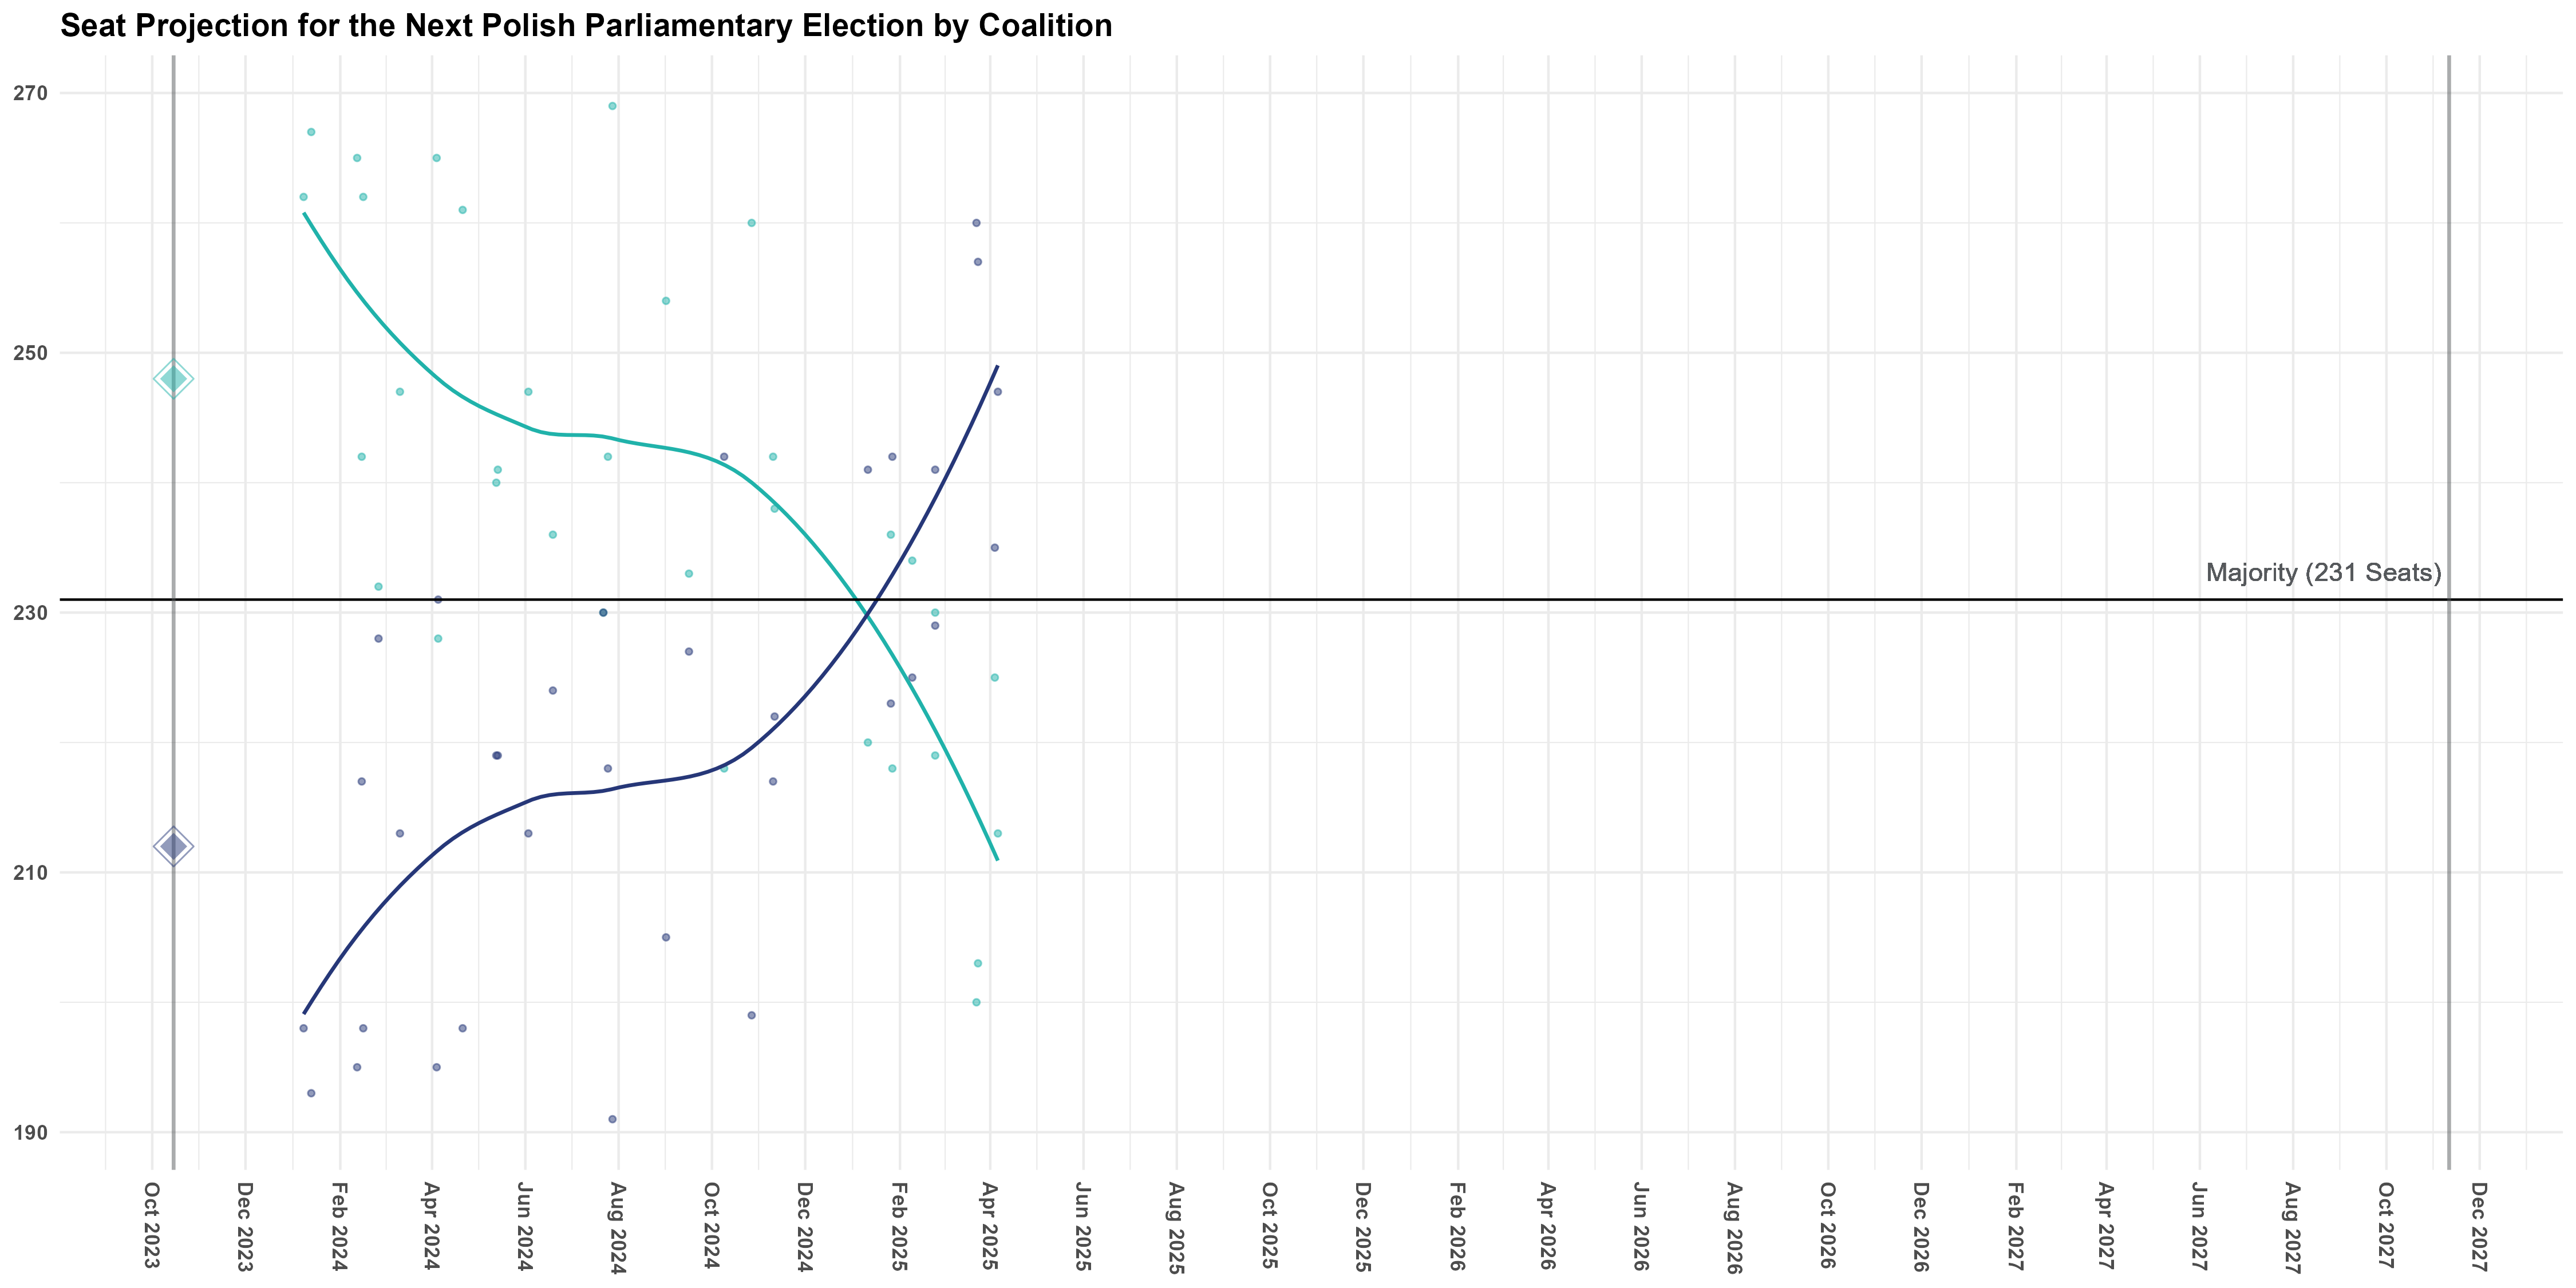 Seat Projection for the Next Polish Parliamentary Election by Coalition
270
250
230
210
190
Majority (231 Seats)
Oct 2023
Dec 2023
Feb 2024
Apr 2024
Jun 2024
Aug 2024
Oct 2024
Dec 2024
Feb 2025
Apr 2025
Jun 2025
Aug 2025
Oct 2025
Dec 2025
Feb 2026
Apr 2026
Jun 2026
Aug 2026
Oct 2026
Dec 2026
Feb 2027
Apr 2027
Jun 2027
Aug 2027
Oct 2027
Dec 2027